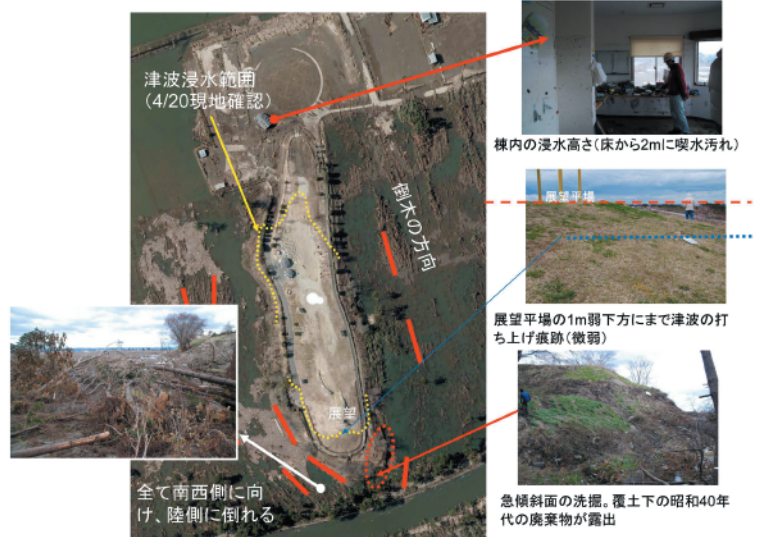 津波浸水範囲
（4/20現地確認）
棟内の浸水高さ（床から2mに喫水汚れ）
倒木の方向
展望平場
展望平場の1m弱下方にまで津波の打
ち上げ痕跡（微弱）
展望
全て南西側に向
け、陸側に倒れる
急傾斜面の洗掘。覆土下の昭和40年
代の廃棄物が露出